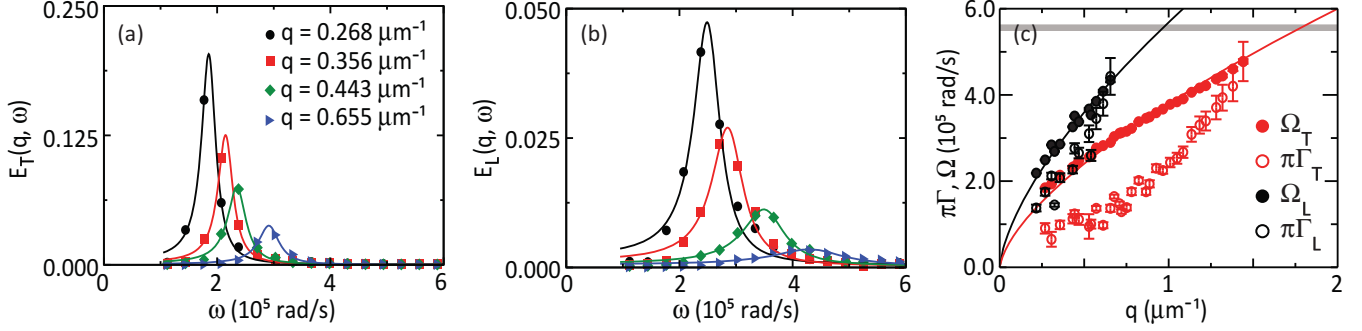 (a)
q = 0.268 μm⁻¹
q = 0.356 μm⁻¹
q = 0.443 μm⁻¹
q = 0.655 μm⁻¹
E_T(q, ω)
0.250
0.125
0.000
0 2 4 6
ω (10⁵ rad/s)
(b)
E_L(q, ω)
0.050
0.025
0.000
0 2 4 6
ω (10⁵ rad/s)
(c)
πΓ, Ω (10⁵ rad/s)
6.0
4.0
2.0
0.0
Ω_T
πΓ_T
Ω_L
πΓ_L
0 1 2
q (μm⁻¹)